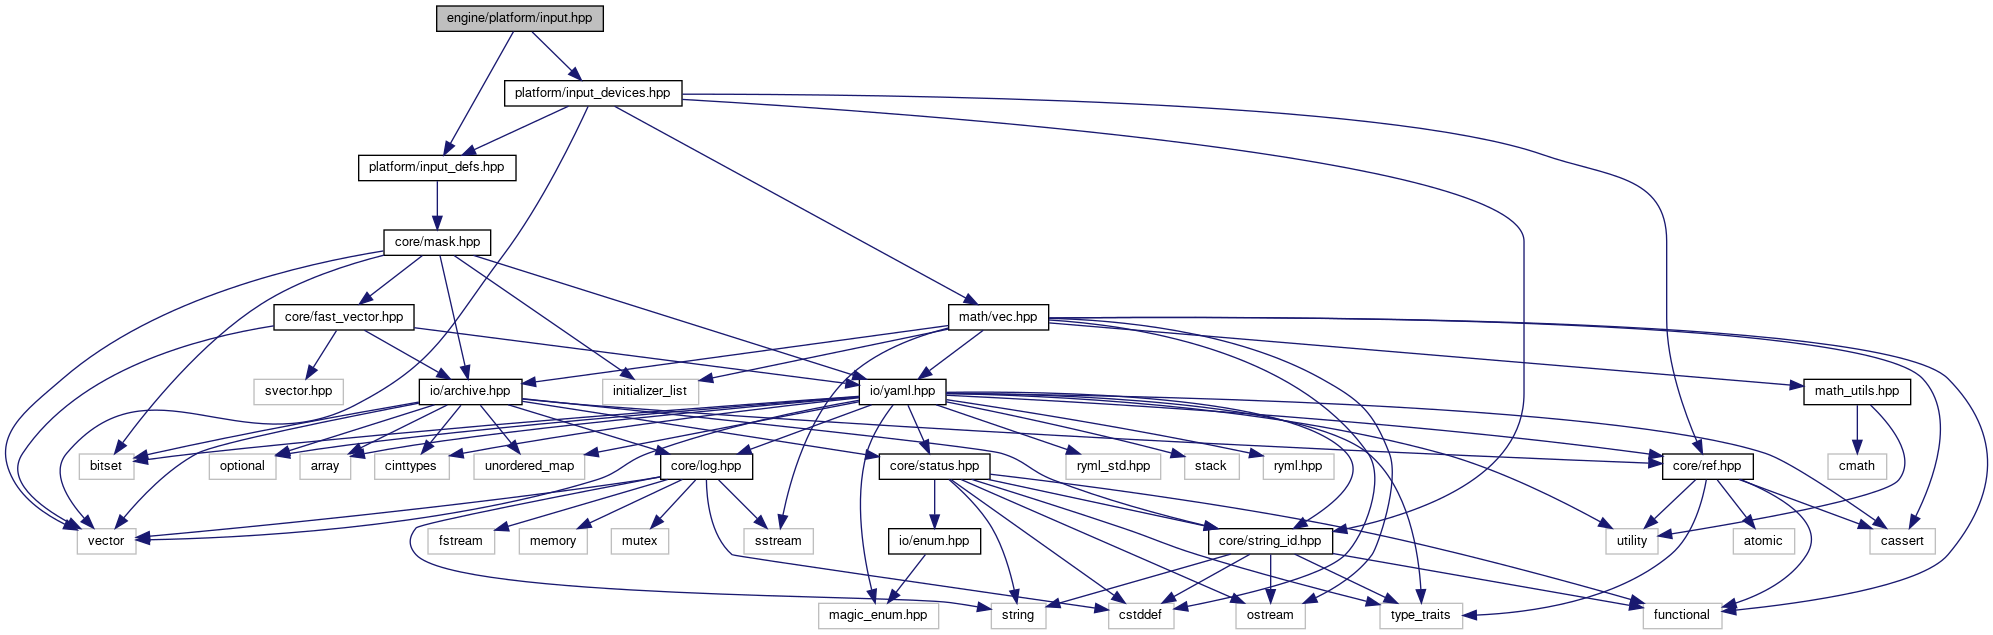 engine/platform/input.hpp
platform/input_devices.hpp
platform/input_defs.hpp
core/mask.hpp
core/fast_vector.hpp
math/vec.hpp
svector.hpp
io/archive.hpp
initializer_list
io/yaml.hpp
math_utils.hpp
bitset
optional
array
cinttypes
unordered_map
core/log.hpp
core/status.hpp
ryml_std.hpp
stack
ryml.hpp
core/ref.hpp
cmath
vector
fstream
memory
mutex
sstream
io/enum.hpp
core/string_id.hpp
utility
atomic
cassert
magic_enum.hpp
string
cstddef
ostream
type_traits
functional